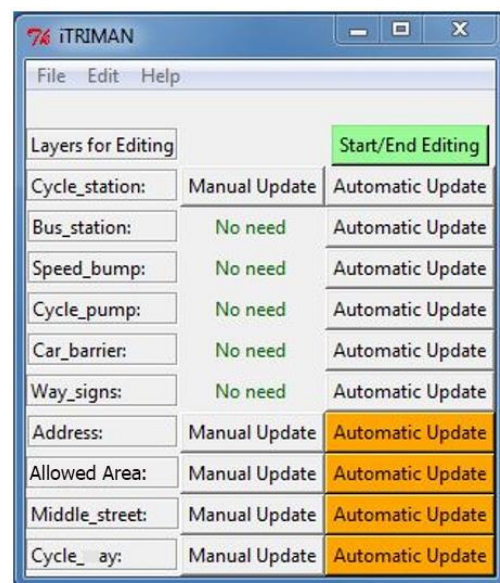 iTRIMAN
File Edit Help
Layers for Editing Start/End Editing
Cycle_station: Manual Update Automatic Update
Bus_station: No need Automatic Update
Speed_bump: No need Automatic Update
Cycle_pump: No need Automatic Update
Car_barrier: No need Automatic Update
Way_signs: No need Automatic Update
Address: Manual Update Automatic Update
Allowed Area: Manual Update Automatic Update
Middle_street: Manual Update Automatic Update
Cycle_ ay: Manual Update Automatic Update